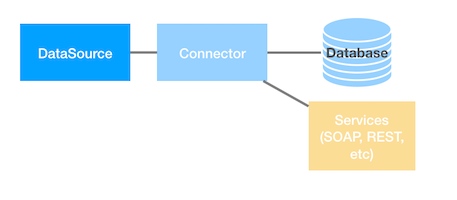 DataSource
Connector
Database
Services
(SOAP, REST,
etc)